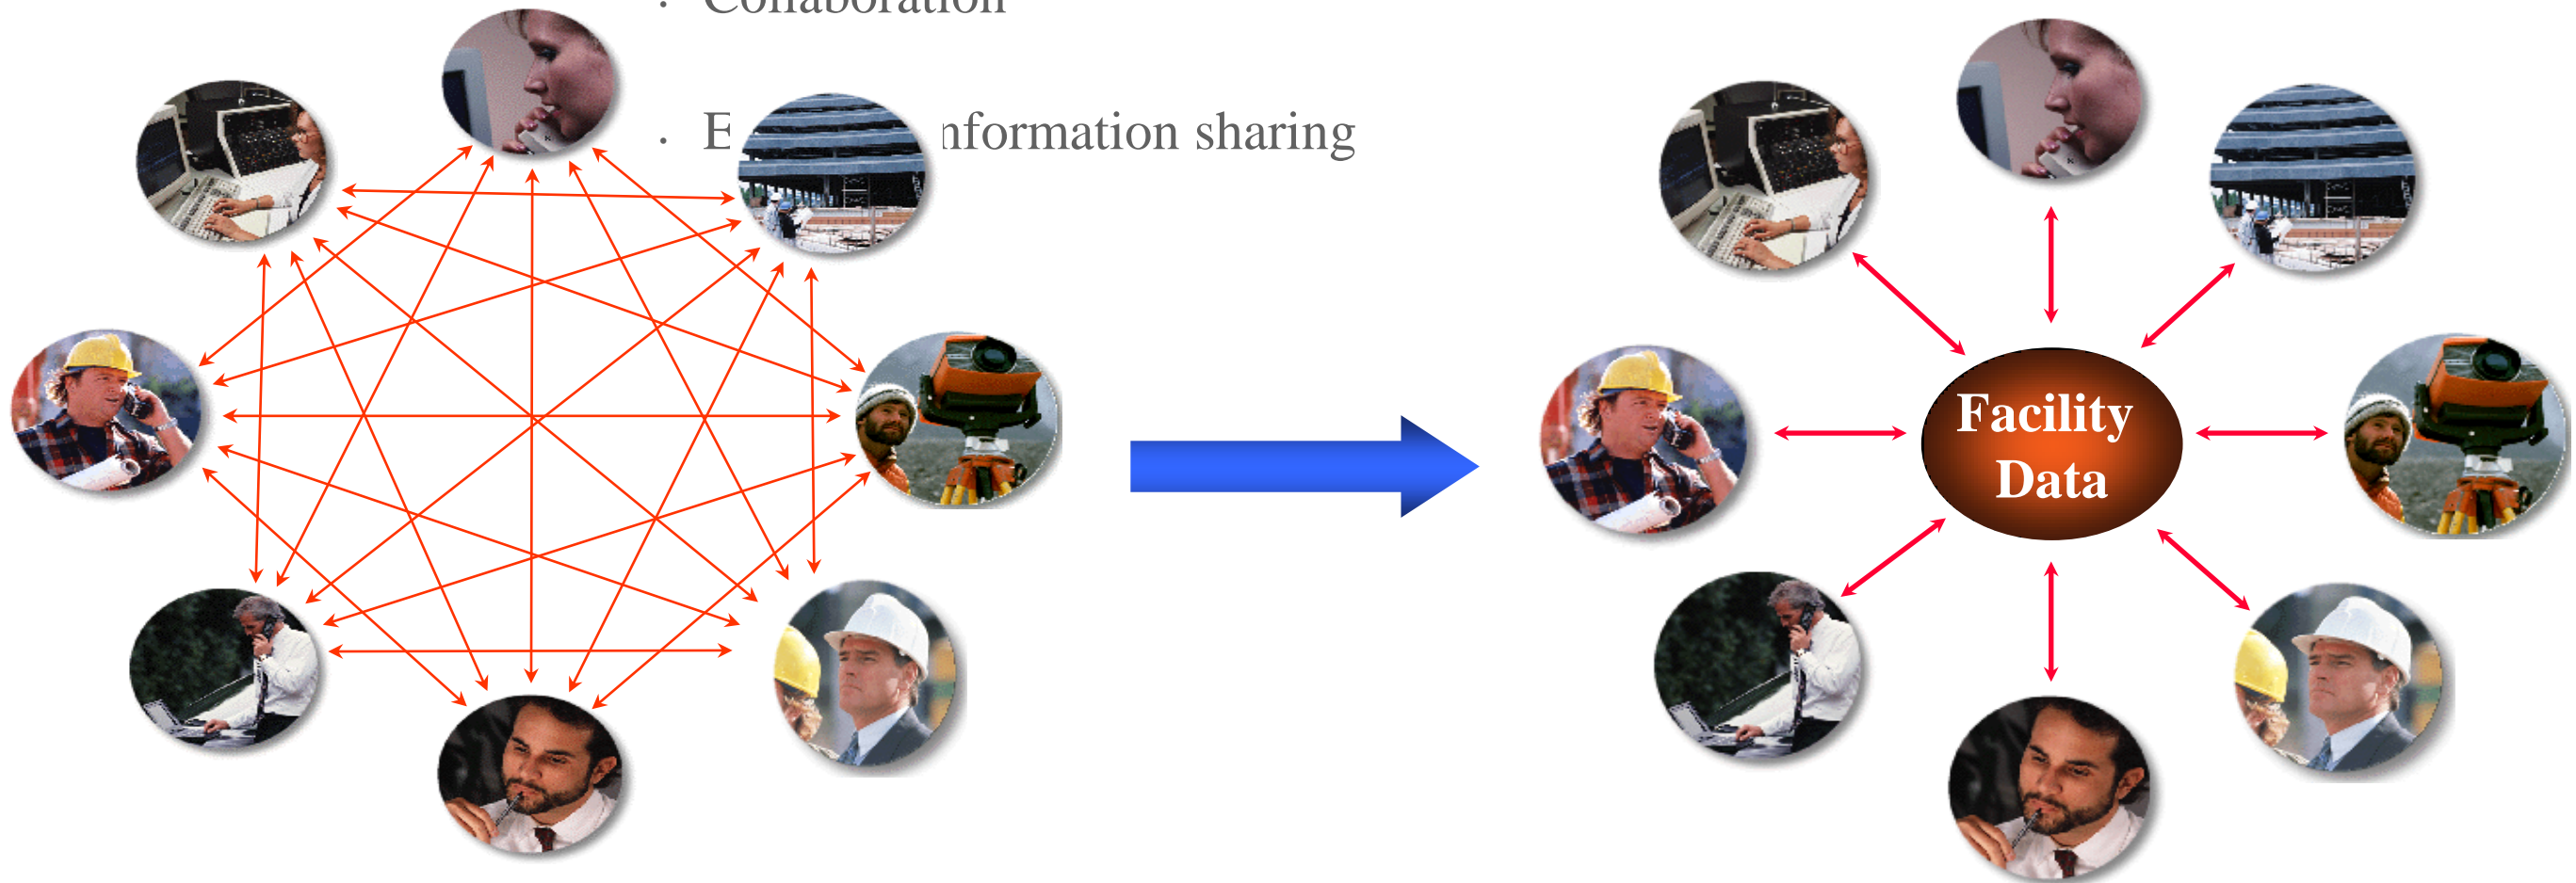 · Collaboration
· E nformation sharing
Facility
Data